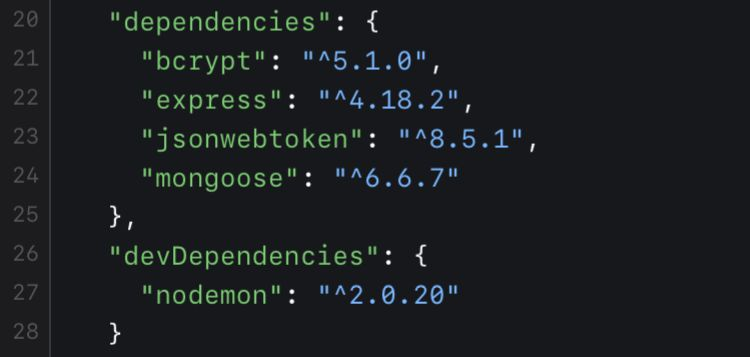 20 "dependencies": {
21 "bcrypt": "^5.1.0",
22 "express": "^4.18.2",
23 "jsonwebtoken": "^8.5.1",
24 "mongoose": "^6.6.7"
25 },
26 "devDependencies": {
27 "nodemon": "^2.0.20"
28 }